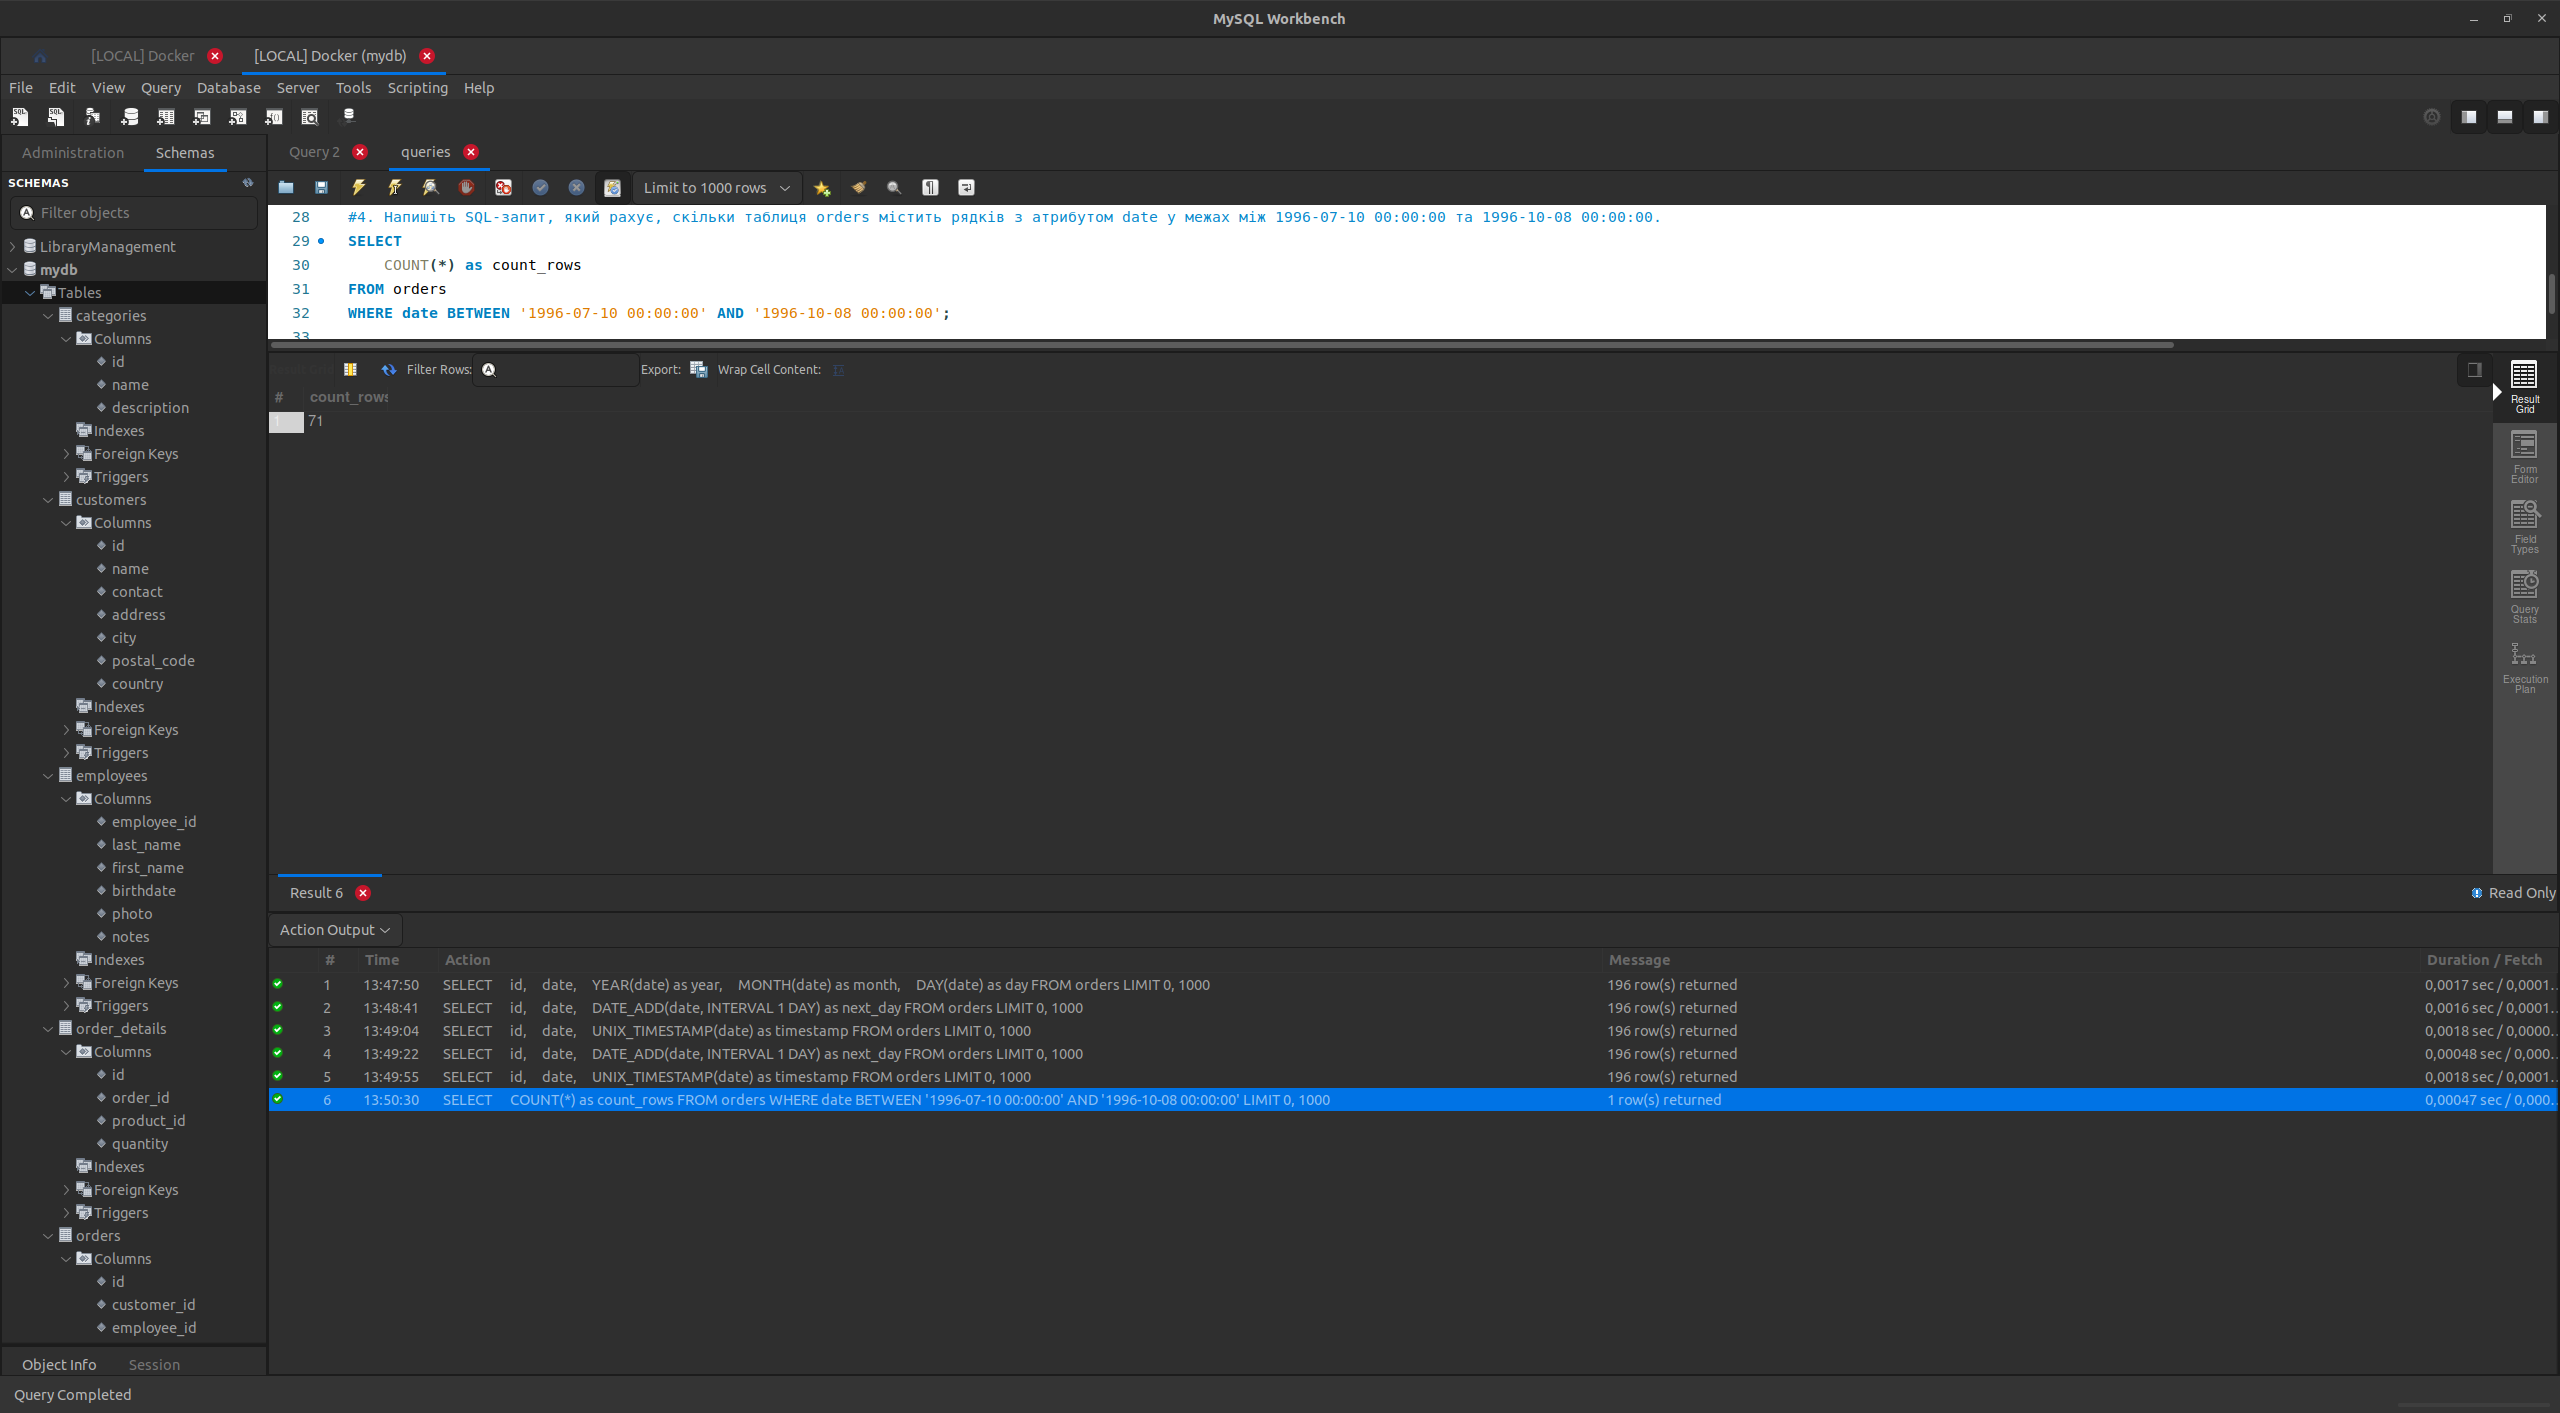 MySQL Workbench
[LOCAL] Docker
[LOCAL] Docker (mydb)
File Edit View Query Database Server Tools Scripting Help
Administration
Schemas
SCHEMAS
Filter objects
LibraryManagement
mydb
Tables
categories
Columns
id
name
description
Indexes
Foreign Keys
Triggers
customers
Columns
id
name
contact
address
city
postal_code
country
Indexes
Foreign Keys
Triggers
employees
Columns
employee_id
last_name
first_name
birthdate
photo
notes
Indexes
Foreign Keys
Triggers
order_details
Columns
id
order_id
product_id
quantity
Indexes
Foreign Keys
Triggers
orders
Columns
id
customer_id
employee_id
Object Info
Session
Query 2
queries
Limit to 1000 rows
28 #4. Напишіть SQL-запит, який рахує, скільки таблиця orders містить рядків з атрибутом date у межах між 1996-07-10 00:00:00 та 1996-10-08 00:00:00.
29 SELECT
30 COUNT(*) as count_rows
31 FROM orders
32 WHERE date BETWEEN '1996-07-10 00:00:00' AND '1996-10-08 00:00:00';
33
Filter Rows:
Export:
Wrap Cell Content:
# count_rows
1 71
Result Grid
Form Editor
Field Types
Query Stats
Execution Plan
Result 6
Read Only
Action Output
# Time Action Message Duration / Fetch
1 13:47:50 SELECT id, date, YEAR(date) as year, MONTH(date) as month, DAY(date) as day FROM orders LIMIT 0, 1000 196 row(s) returned 0,0017 sec / 0,0001...
2 13:48:41 SELECT id, date, DATE_ADD(date, INTERVAL 1 DAY) as next_day FROM orders LIMIT 0, 1000 196 row(s) returned 0,0016 sec / 0,0001...
3 13:49:04 SELECT id, date, UNIX_TIMESTAMP(date) as timestamp FROM orders LIMIT 0, 1000 196 row(s) returned 0,0018 sec / 0,0000...
4 13:49:22 SELECT id, date, DATE_ADD(date, INTERVAL 1 DAY) as next_day FROM orders LIMIT 0, 1000 196 row(s) returned 0,00048 sec / 0,000...
5 13:49:55 SELECT id, date, UNIX_TIMESTAMP(date) as timestamp FROM orders LIMIT 0, 1000 196 row(s) returned 0,0018 sec / 0,0001...
6 13:50:30 SELECT COUNT(*) as count_rows FROM orders WHERE date BETWEEN '1996-07-10 00:00:00' AND '1996-10-08 00:00:00' LIMIT 0, 1000 1 row(s) returned 0,00047 sec / 0,000...
Query Completed